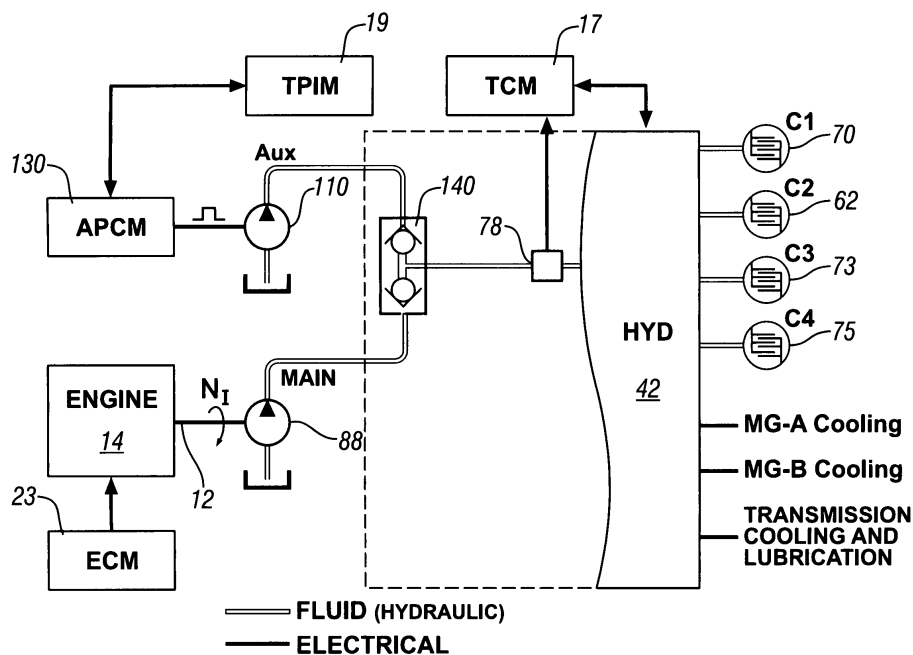 19
TPIM
17
TCM
130
APCM
Aux
110
140
78
C1
70
C2
62
C3
73
C4
75
HYD
42
MAIN
ENGINE
14
N_I
12
88
23
ECM
MG-A Cooling
MG-B Cooling
TRANSMISSION
COOLING AND
LUBRICATION
FLUID (HYDRAULIC)
ELECTRICAL